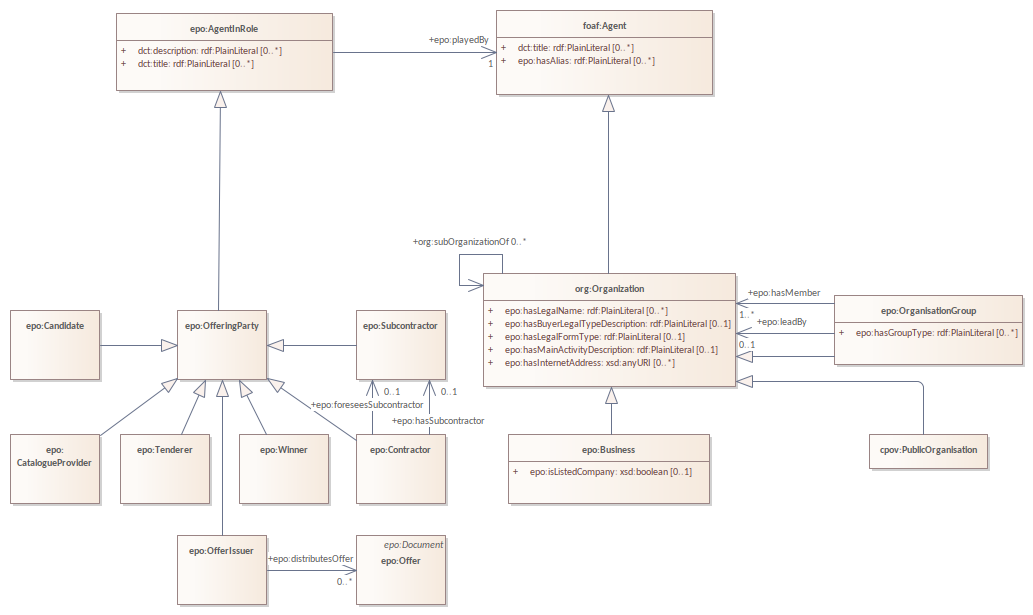 epo:AgentInRole
+ dct:description: rdf:PlainLiteral [0..*]
+ dct:title: rdf:PlainLiteral [0..*]
+epo:playedBy
1
foaf:Agent
+ dct:title: rdf:PlainLiteral [0..*]
+ epo:hasAlias: rdf:PlainLiteral [0..*]
+org:subOrganizationOf 0..*
org:Organization
+ epo:hasLegalName: rdf:PlainLiteral [0..*]
+ epo:hasBuyerLegalTypeDescription: rdf:PlainLiteral [0..1]
+ epo:hasLegalFormType: rdf:PlainLiteral [0..1]
+ epo:hasMainActivityDescription: rdf:PlainLiteral [0..1]
+ epo:hasInternetAddress: xsd:anyURI [0..*]
+epo:hasMember
1..*
+epo:leadBy
0..1
epo:OrganisationGroup
+ epo:hasGroupType: rdf:PlainLiteral [0..*]
epo:Candidate
epo:OfferingParty
epo:Subcontractor
0..1
0..1
+epo:foreseesSubcontractor
+epo:hasSubcontractor
epo:
CatalogueProvider
epo:Tenderer
epo:Winner
epo:Contractor
epo:Business
+ epo:isListedCompany: xsd:boolean [0..1]
cpov:PublicOrganisation
epo:OfferIssuer
+epo:distributesOffer
0..*
epo:Document
epo:Offer